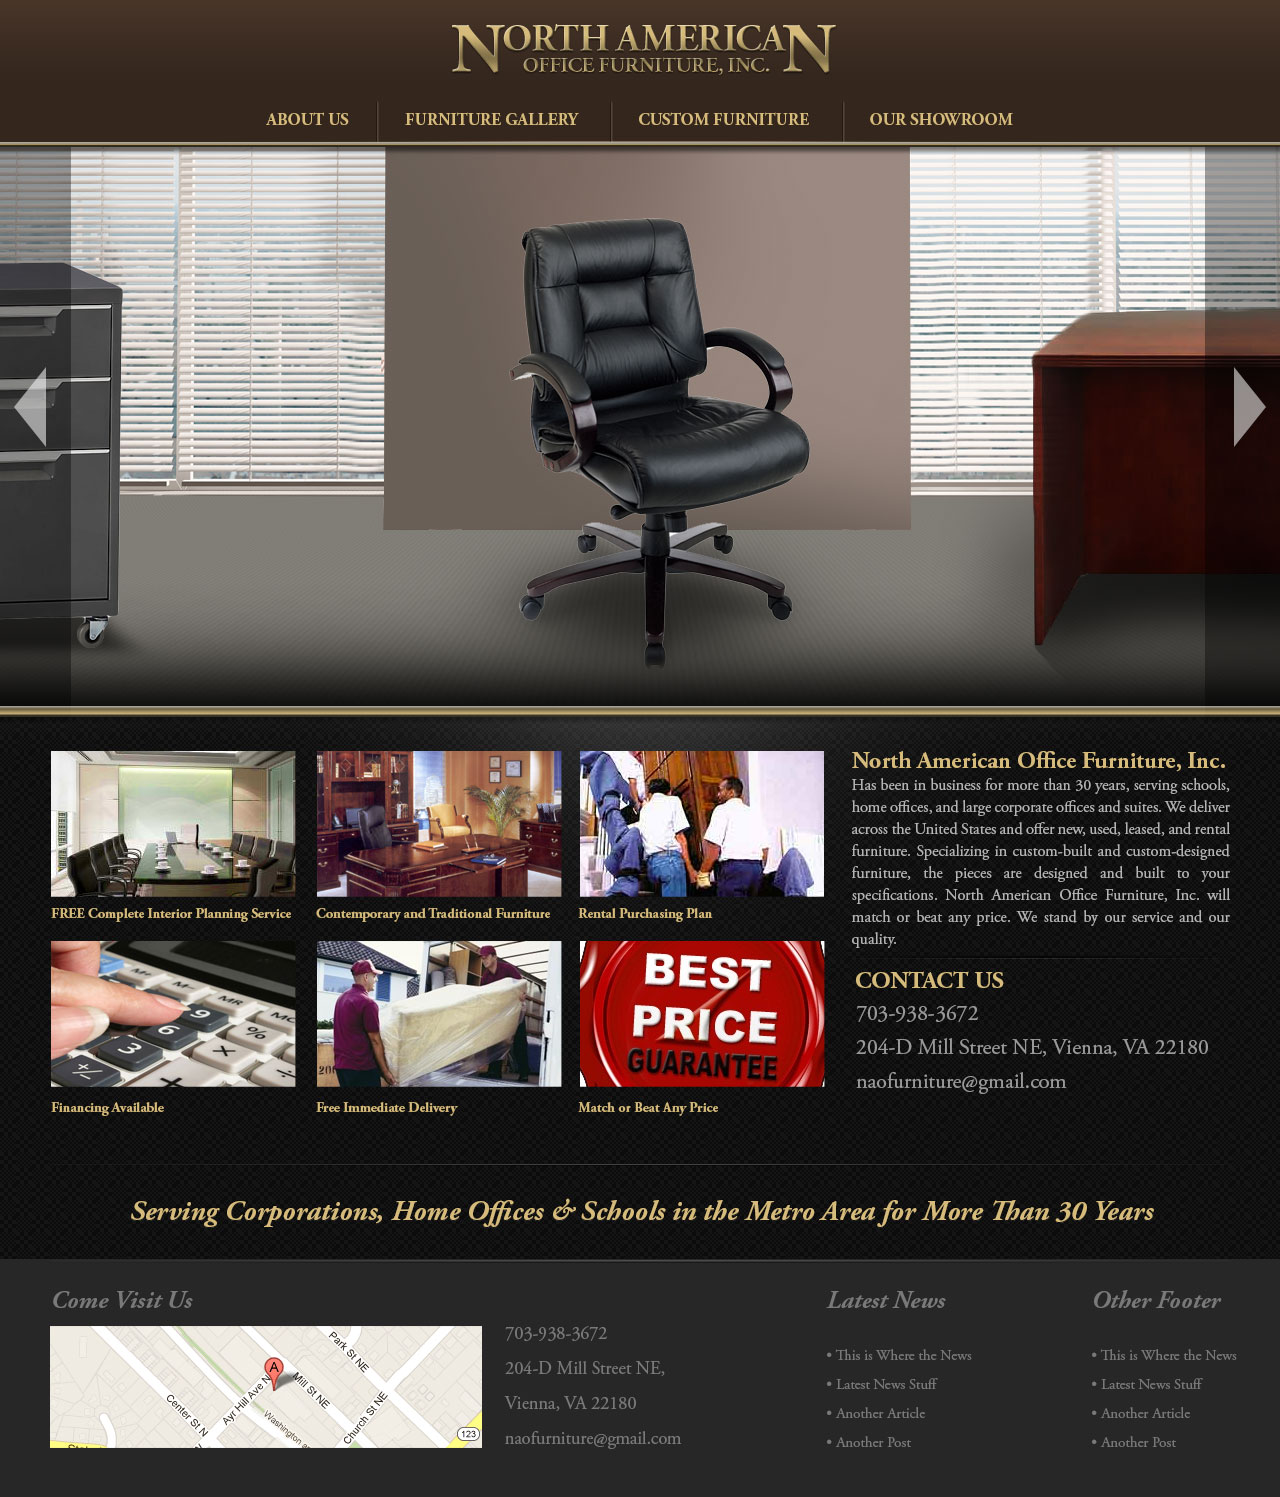 NORTH AMERICAN
OFFICE FURNITURE, INC.
ABOUT US
FURNITURE GALLERY
CUSTOM FURNITURE
OUR SHOWROOM
FREE Complete Interior Planning Service
Contemporary and Traditional Furniture
Rental Purchasing Plan
BEST
PRICE
GUARANTEE
MR
M-
M
MC
9
6
%
3
+/-
×
+
Financing Available
Free Immediate Delivery
Match or Beat Any Price
North American Office Furniture, Inc.
Has been in business for more than 30 years, serving schools,
home offices, and large corporate offices and suites. We deliver
across the United States and offer new, used, leased, and rental
furniture. Specializing in custom-built and custom-designed
furniture, the pieces are designed and built to your
specifications. North American Office Furniture, Inc. will
match or beat any price. We stand by our service and our
quality.
CONTACT US
703-938-3672
204-D Mill Street NE, Vienna, VA 22180
naofurniture@gmail.com
Serving Corporations, Home Offices & Schools in the Metro Area for More Than 30 Years
Come Visit Us
A
Park St NE
Mill St NE
Ayr Hill Ave N
Center St N
Church St NE
Washington a
123
703-938-3672
204-D Mill Street NE,
Vienna, VA 22180
naofurniture@gmail.com
Latest News
• This is Where the News
• Latest News Stuff
• Another Article
• Another Post
Other Footer
• This is Where the News
• Latest News Stuff
• Another Article
• Another Post